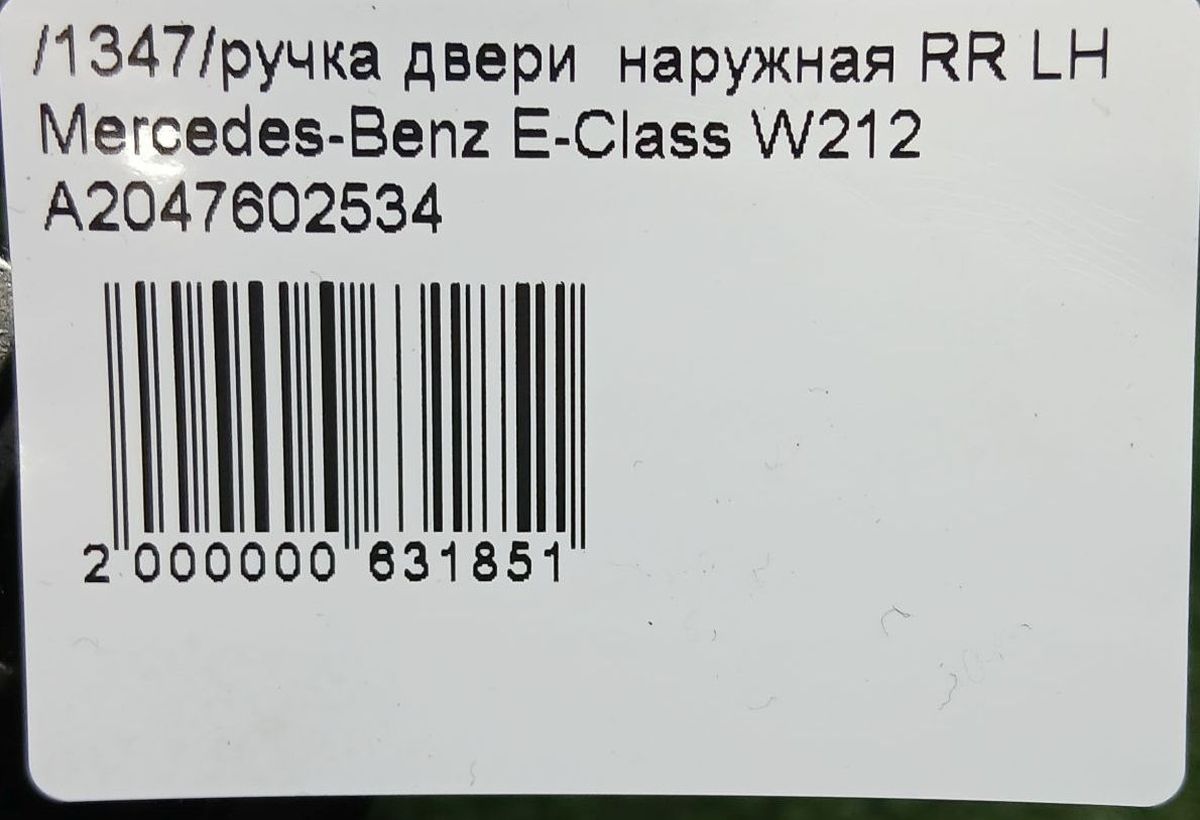 /1347/ручка двери наружная RR LH
Mercedes-Benz E-Class W212
A2047602534
2 000000 631851